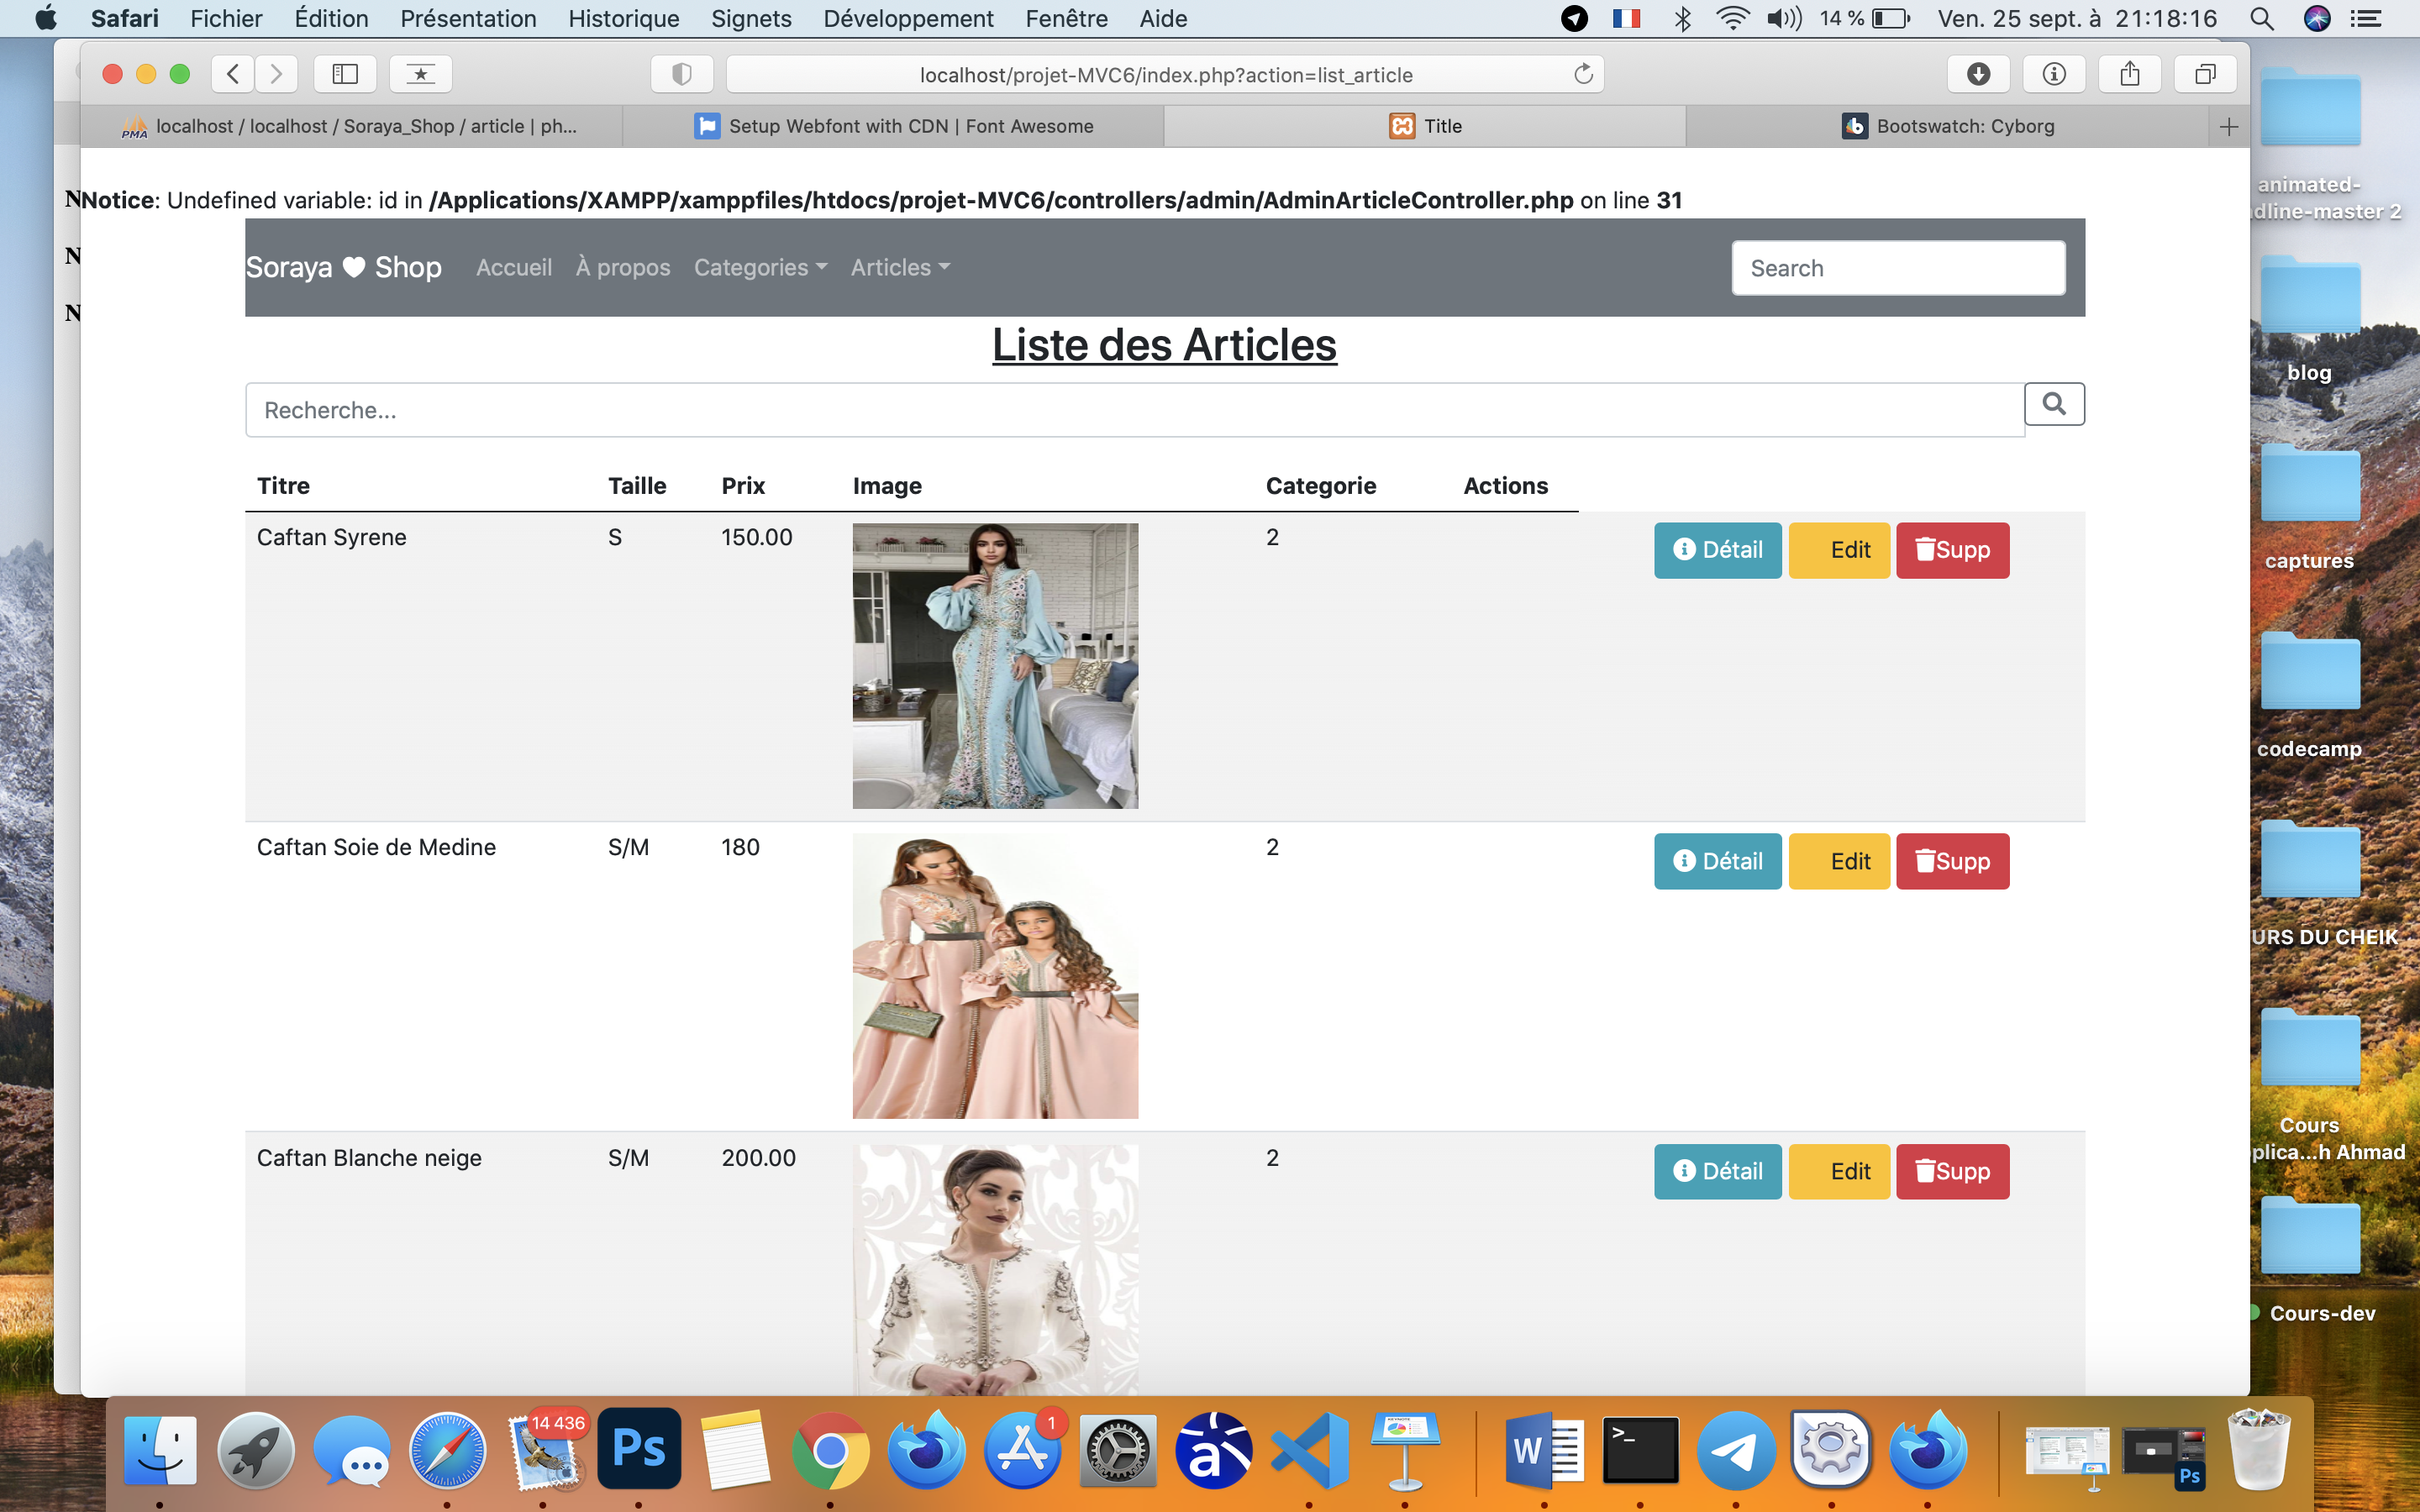 Safari Fichier Édition Présentation Historique Signets Développement Fenêtre Aide 14 % Ven. 25 sept. à 21:18:16
localhost/projet-MVC6/index.php?action=list_article
PMA localhost / localhost / Soraya_Shop / article | ph... Setup Webfont with CDN | Font Awesome Title b Bootswatch: Cyborg
Notice: Undefined variable: id in /Applications/XAMPP/xamppfiles/htdocs/projet-MVC6/controllers/admin/AdminArticleController.php on line 31
N
N
N
Soraya Shop Accueil À propos Categories Articles Search
Liste des Articles
Recherche...
Titre Taille Prix Image Categorie Actions
Caftan Syrene S 150.00 2 Détail Edit Supp
Caftan Soie de Medine S/M 180 2 Détail Edit Supp
Caftan Blanche neige S/M 200.00 2 Détail Edit Supp
animated-
dline-master 2
blog
captures
codecamp
URS DU CHEIK
Cours
plica...h Ahmad
Cours-dev
14 436
Ps
1
a
KEYNOTE
W
>_
Ps